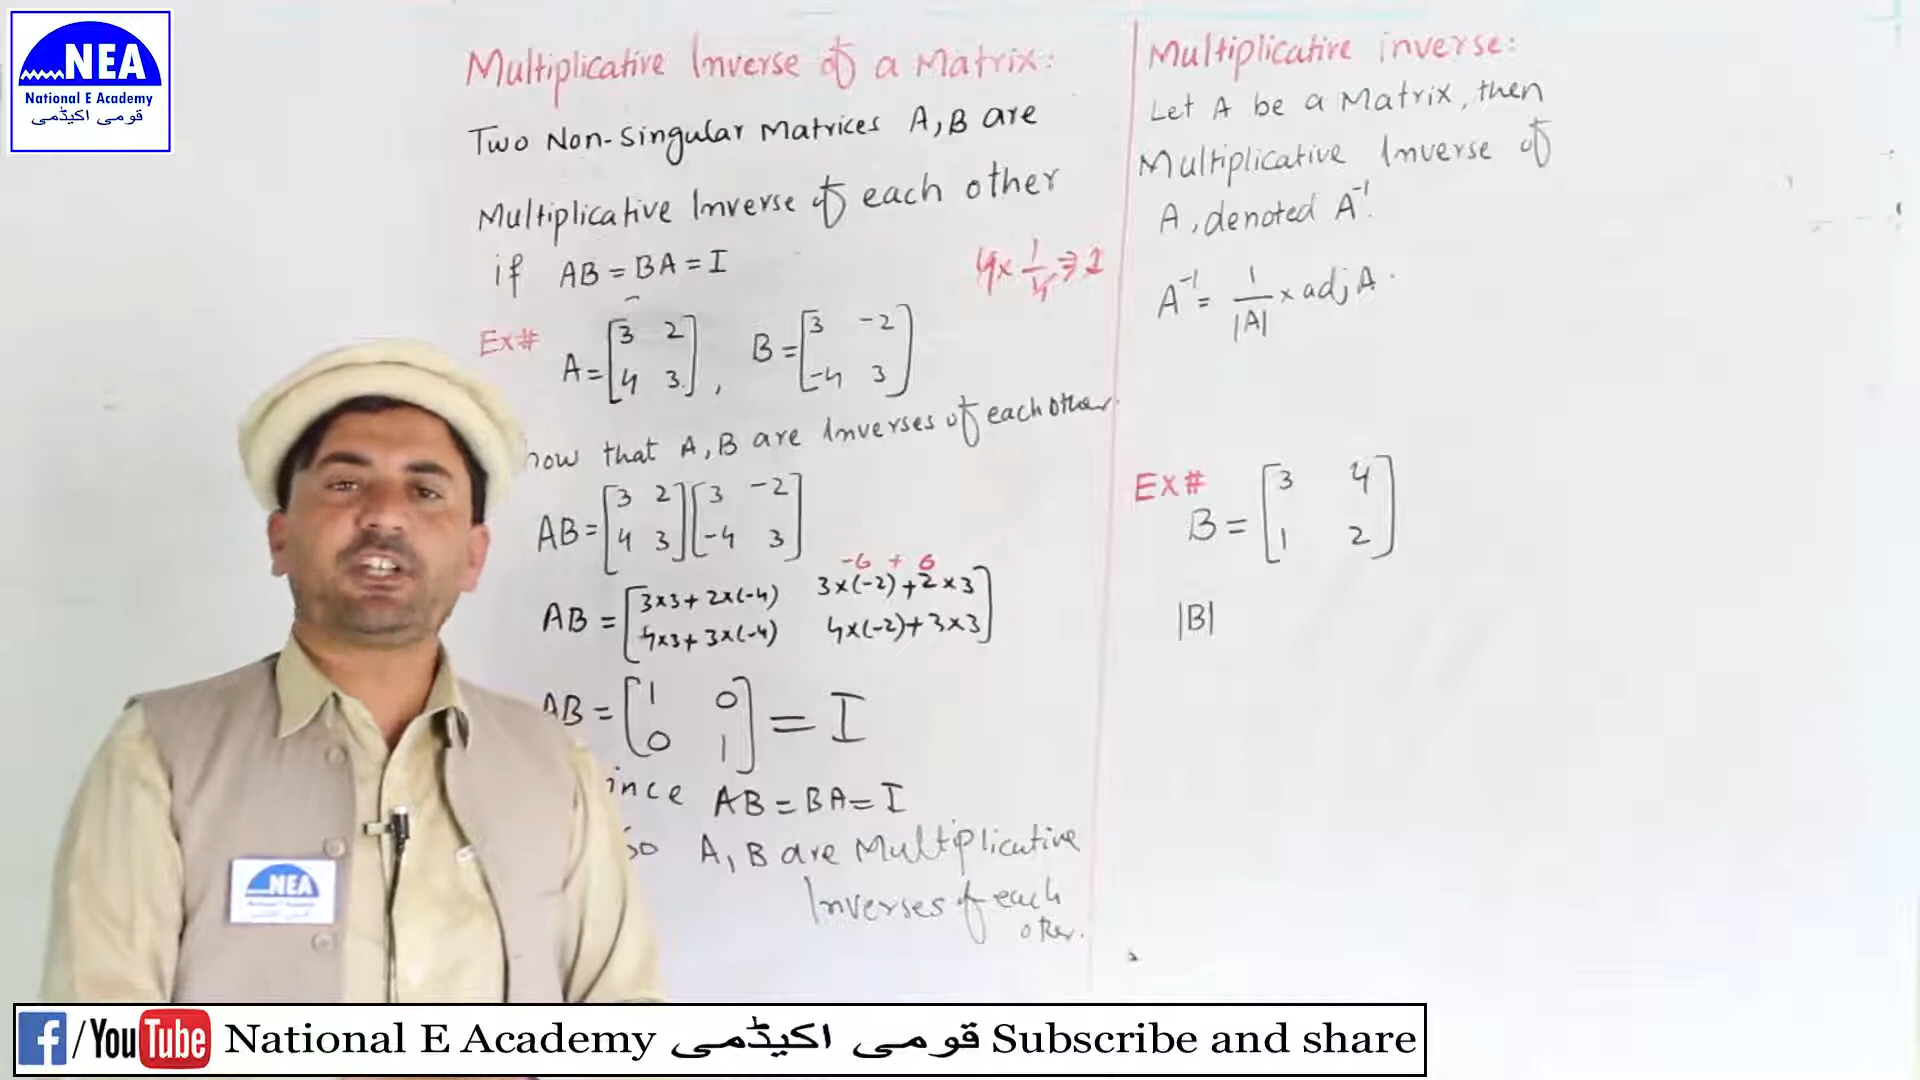 NEA
National E Academy
قومی اکیڈمی
Multiplicative Inverse of a Matrix:
Two Non-Singular Matrices A, B are
Multiplicative Inverse of each other
if AB = BA = I
4 × 1/4 ⇒ 1
Ex# A = [3 2; 4 3], B = [3 -2; -4 3]
how that A, B are Inverses of each other.
AB = [3 2; 4 3] [3 -2; -4 3]
-6 + 6
AB = [3×3+2×(-4) 3×(-2)+2×3; 4×3+3×(-4) 4×(-2)+3×3]
AB = [1 0; 0 1] = I
ince AB = BA = I
So A, B are Multiplicative
Inverses of each
other.
Multiplicative inverse:
Let A be a Matrix, then
Multiplicative Inverse of
A, denoted A⁻¹.
A⁻¹ = 1/|A| × adj A.
Ex#
B = [3 4; 1 2]
|B|
NEA
f/YouTube National E Academy قومی اکیڈمی Subscribe and share